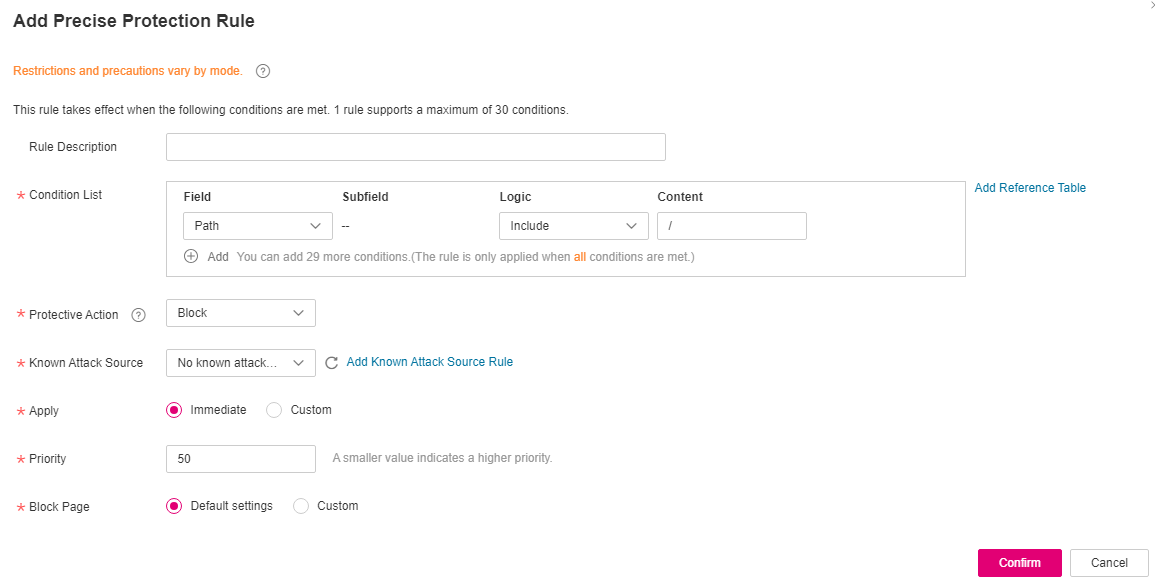 Add Precise Protection Rule
Restrictions and precautions vary by mode. ?
This rule takes effect when the following conditions are met. 1 rule supports a maximum of 30 conditions.
Rule Description
* Condition List
Field Subfield Logic Content
Add Reference Table
Path -- Include /
Add You can add 29 more conditions.(The rule is only applied when all conditions are met.)
* Protective Action ? Block
* Known Attack Source No known attack... Add Known Attack Source Rule
* Apply Immediate Custom
* Priority 50 A smaller value indicates a higher priority.
* Block Page Default settings Custom
Confirm Cancel